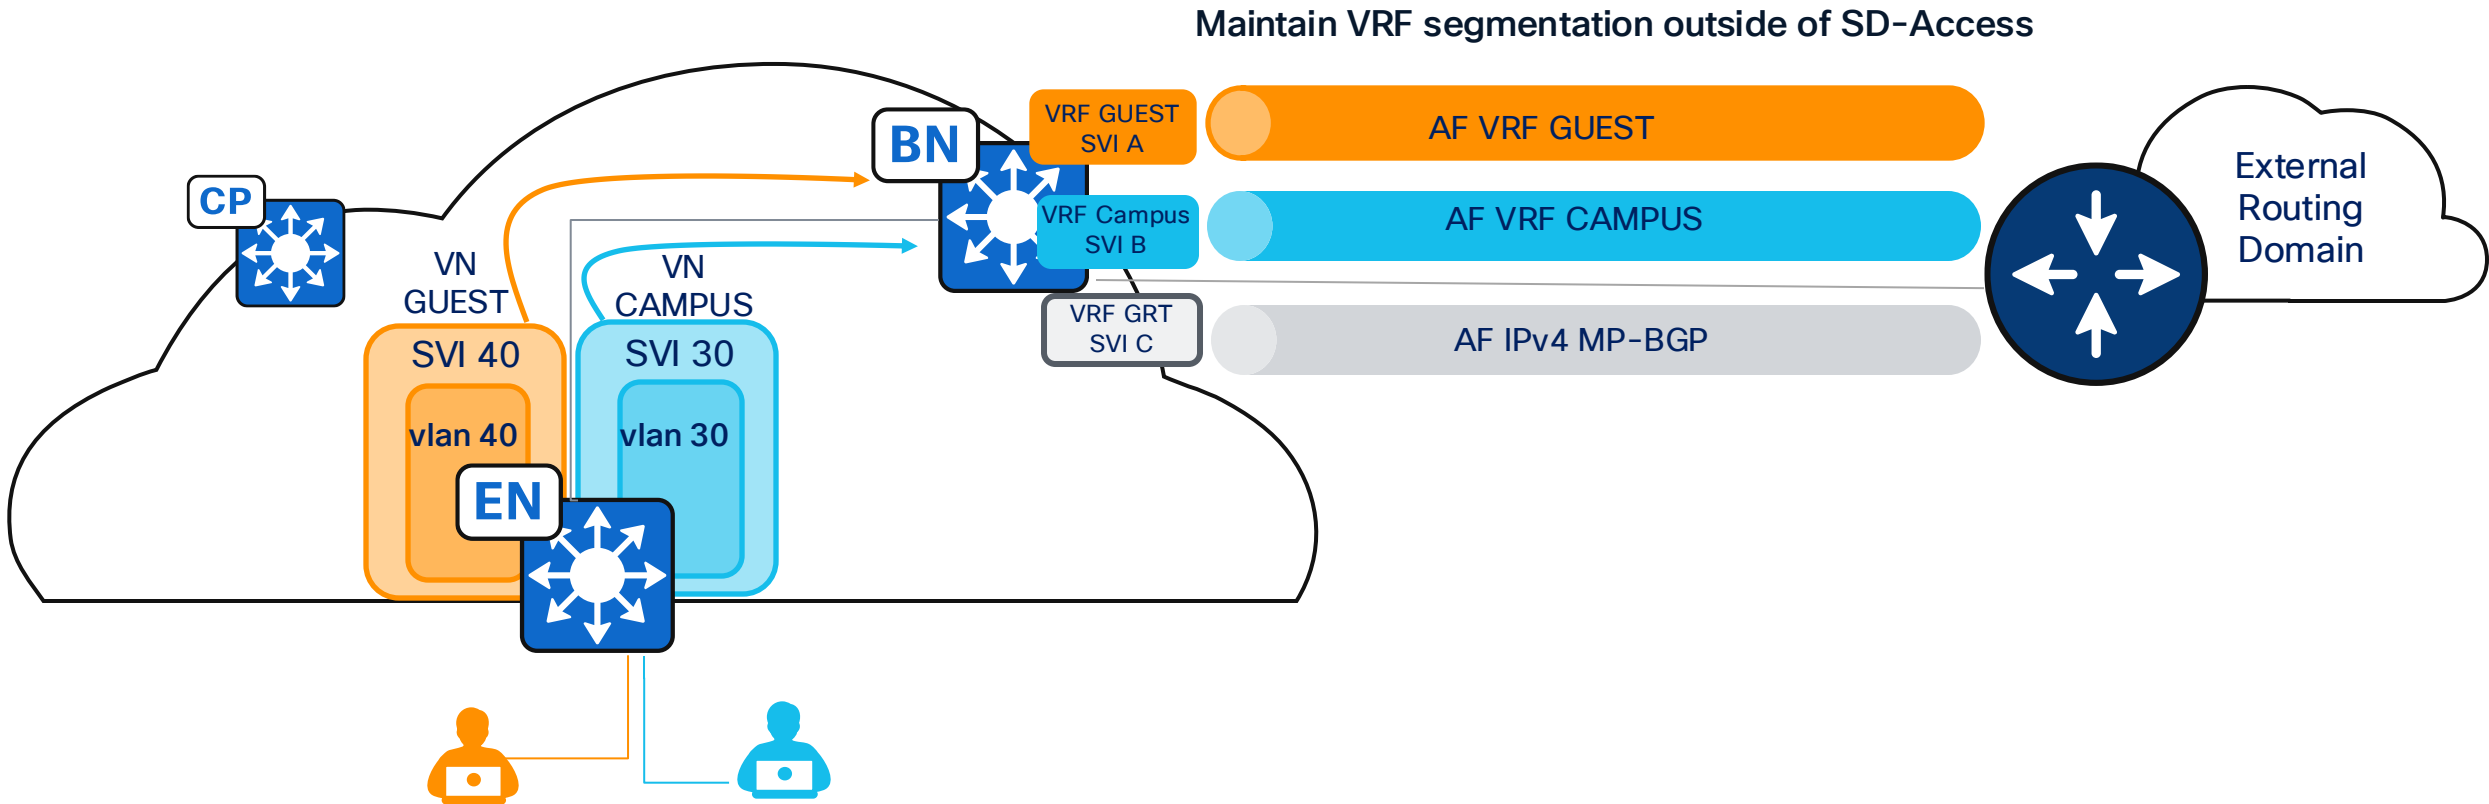 Maintain VRF segmentation outside of SD-Access
BN
VRF GUEST
SVI A
AF VRF GUEST
CP
VRF Campus
SVI B
AF VRF CAMPUS
External
Routing
Domain
VN
GUEST
VN
CAMPUS
VRF GRT
SVI C
AF IPv4 MP-BGP
SVI 40
SVI 30
vlan 40
vlan 30
EN